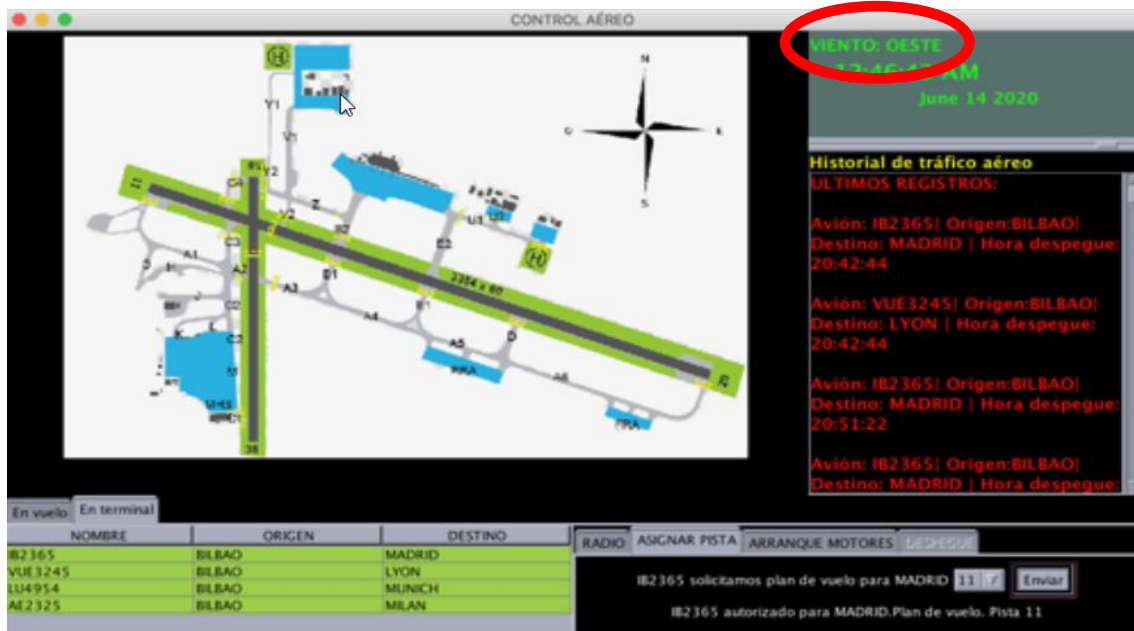 CONTROL AÉREO
VIENTO: OESTE
AM
June 14 2020
N
E
S
O
Y1
V1
Y2
Z
V2
C4
C3
A1
A2
A3
A4
A5
A6
B2
B1
E2
E1
D
U1
C2
M
C1
J
K
L
H
H
11
29
2354 x 60
RRA
Historial de tráfico aéreo
ULTIMOS REGISTROS:
Avión: IB2365| Origen:BILBAO|
Destino: MADRID | Hora despegue:
20:42:44
Avión: VUE3245| Origen:BILBAO|
Destino: LYON | Hora despegue:
20:42:44
Avión: IB2365| Origen:BILBAO|
Destino: MADRID | Hora despegue:
20:51:22
Avión: IB2365| Origen:BILBAO|
Destino: MADRID | Hora despegue:
En vuelo En terminal
NOMBRE ORIGEN DESTINO
IB2365 BILBAO MADRID
VUE3245 BILBAO LYON
LU4954 BILBAO MUNICH
AE2325 BILBAO MILAN
RADIO ASIGNAR PISTA ARRANQUE MOTORES DESPEGUE
IB2365 solicitamos plan de vuelo para MADRID 11 Enviar
IB2365 autorizado para MADRID.Plan de vuelo. Pista 11